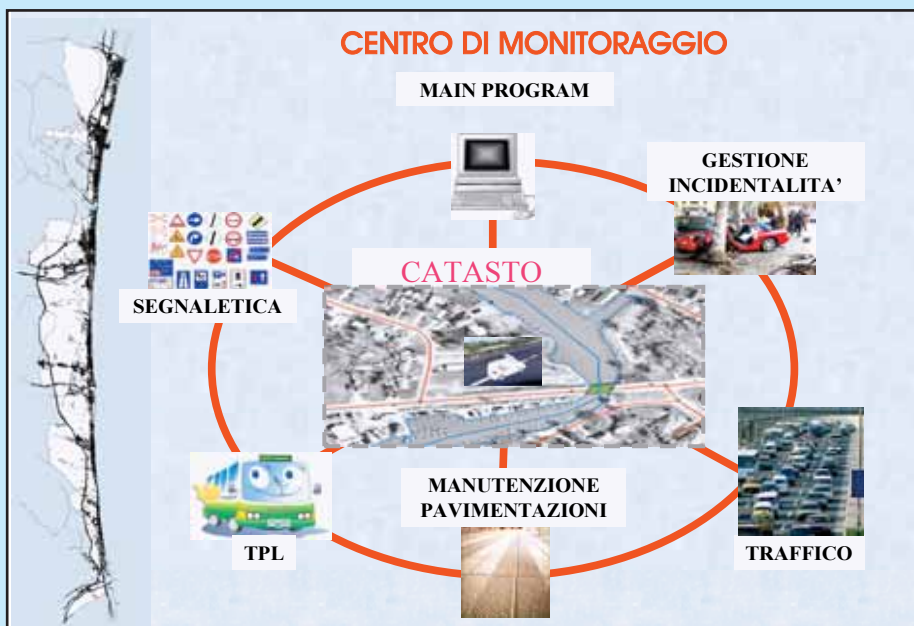 CENTRO DI MONITORAGGIO
MAIN PROGRAM
GESTIONE
INCIDENTALITA’
CATASTO
SEGNALETICA
MANUTENZIONE
PAVIMENTAZIONI
TPL
TRAFFICO